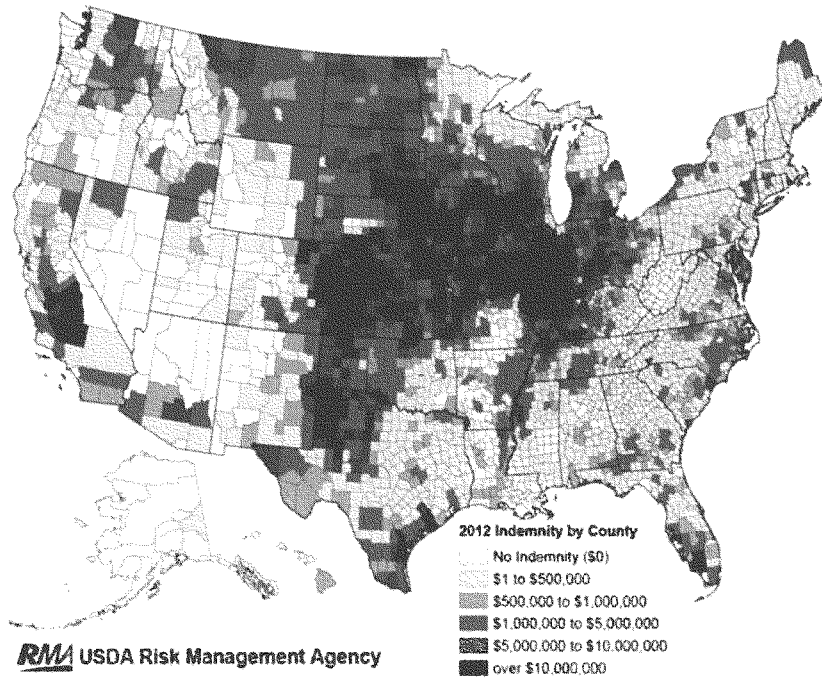 2012 Indemnity by County
No Indemnity ($0)
$1 to $500,000
$500,000 to $1,000,000
$1,000,000 to $5,000,000
$5,000,000 to $10,000,000
over $10,000,000
RMA USDA Risk Management Agency